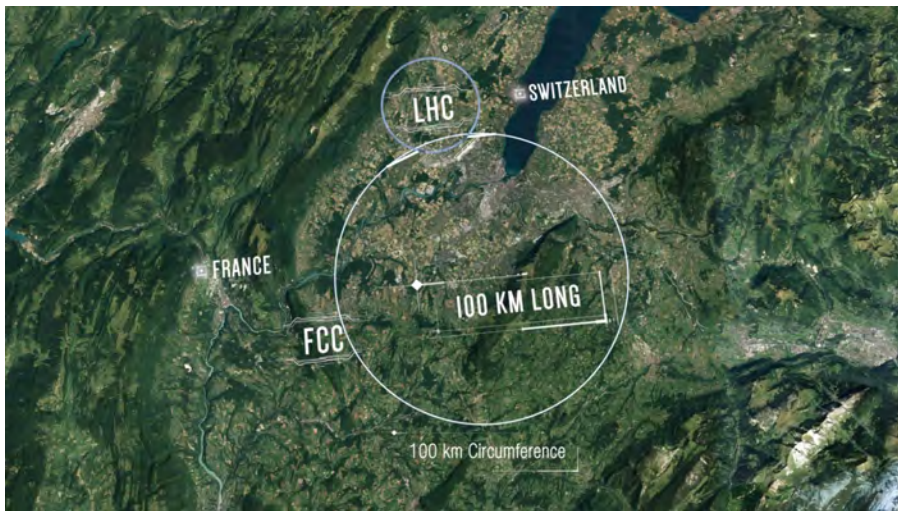 LHC
SWITZERLAND
FRANCE
100 KM LONG
FCC
100 km Circumference